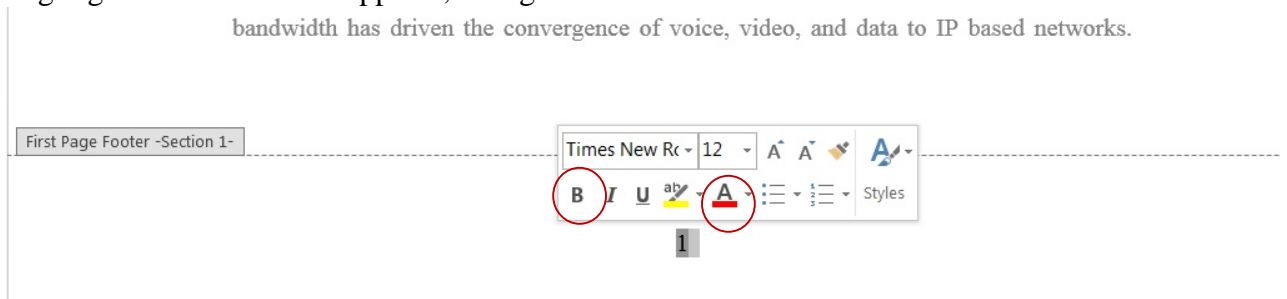 bandwidth has driven the convergence of voice, video, and data to IP based networks.
First Page Footer -Section 1-
Times New Ro 12 A A A
B I U ab A Styles
1